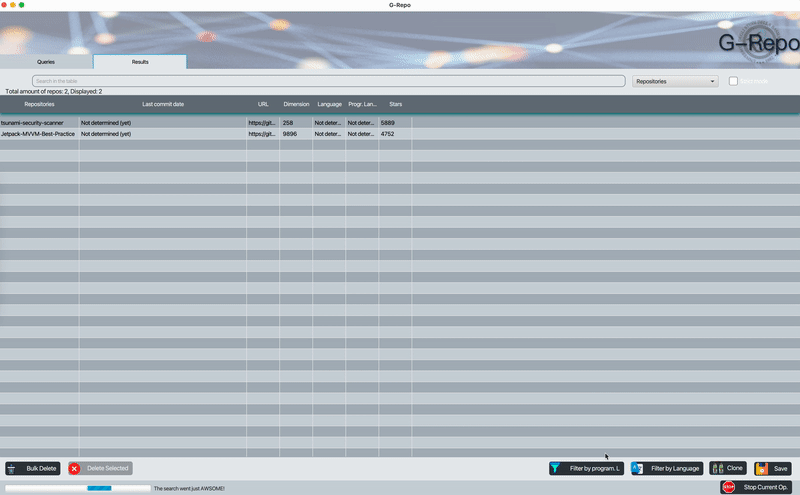 G-Repo
G-Repo
Queries
Results
Search in the table
Repositories
Total amount of repos: 2, Displayed: 2
Repositories Last commit date URL Dimension Language Progr. Lan... Stars
tsunami-security-scanner Not determined (yet) https://git... 258 Not deter... Not deter... 5889
Jetpack-MVVM-Best-Practice Not determined (yet) https://git... 9896 Not deter... Not deter... 4752
Bulk Delete
Delete Selected
Filter by program. L
Filter by Language
Clone
Save
The search went just AWSOME!
STOP
Stop Current Op.